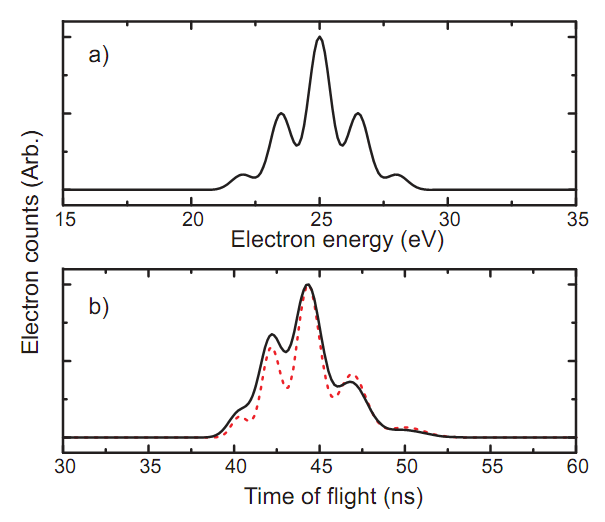 a)
15 20 25 30 35
Electron energy (eV)
Electron counts (Arb.)
b)
30 35 40 45 50 55 60
Time of flight (ns)